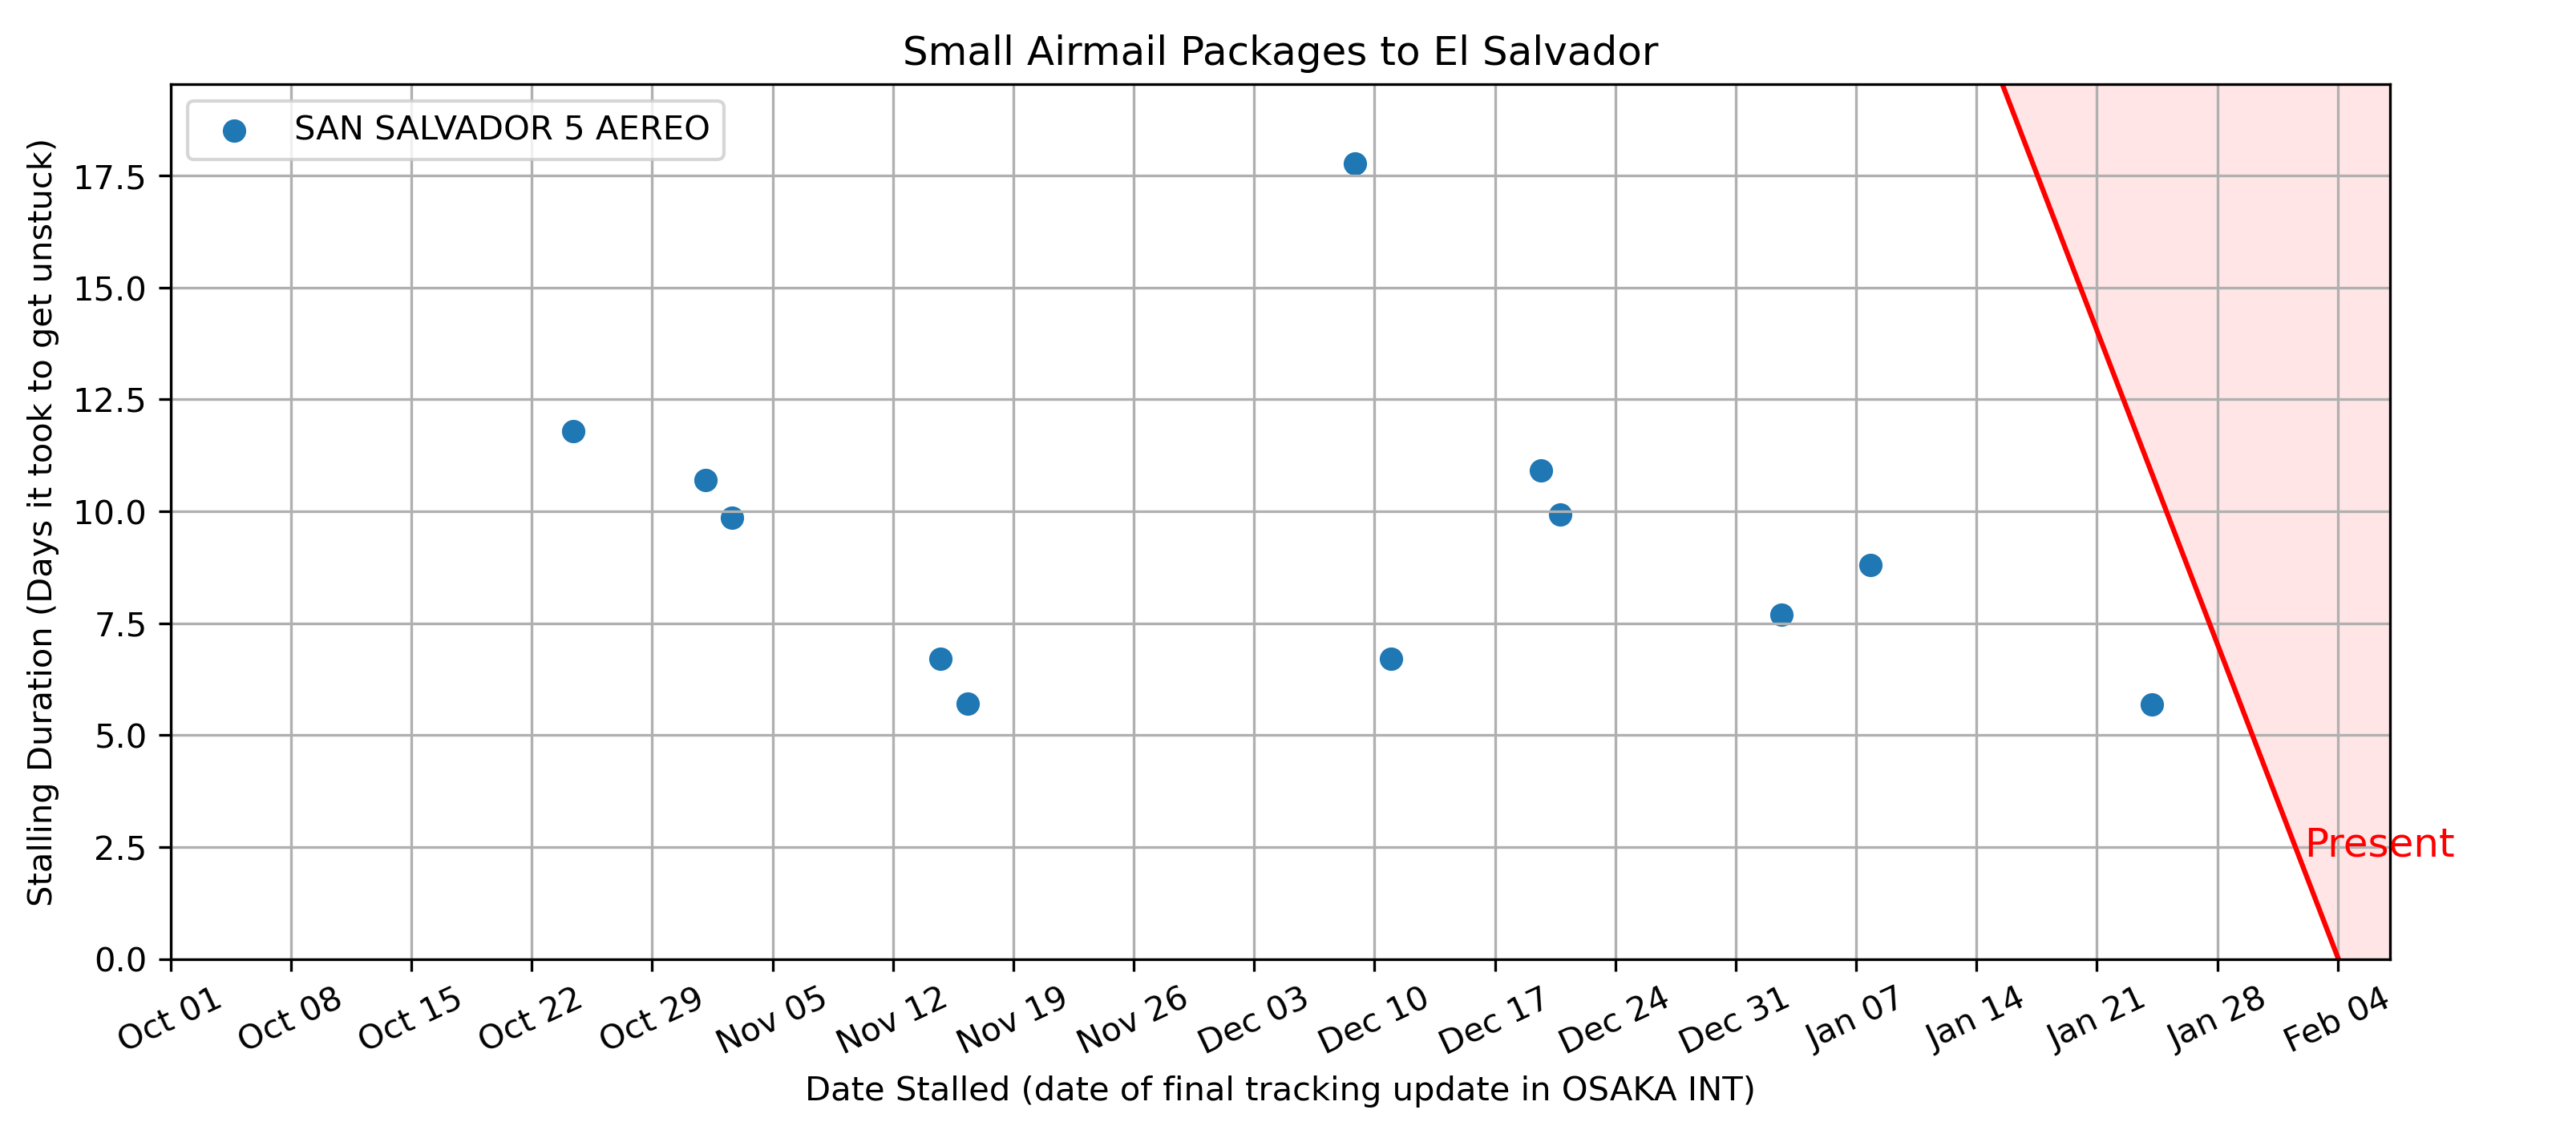 Small Airmail Packages to El Salvador
SAN SALVADOR 5 AEREO
Stalling Duration (Days it took to get unstuck)
17.5
15.0
12.5
10.0
7.5
5.0
2.5
0.0
Present
Oct 01 Oct 08 Oct 15 Oct 22 Oct 29 Nov 05 Nov 12 Nov 19 Nov 26 Dec 03 Dec 10 Dec 17 Dec 24 Dec 31 Jan 07 Jan 14 Jan 21 Jan 28 Feb 04
Date Stalled (date of final tracking update in OSAKA INT)